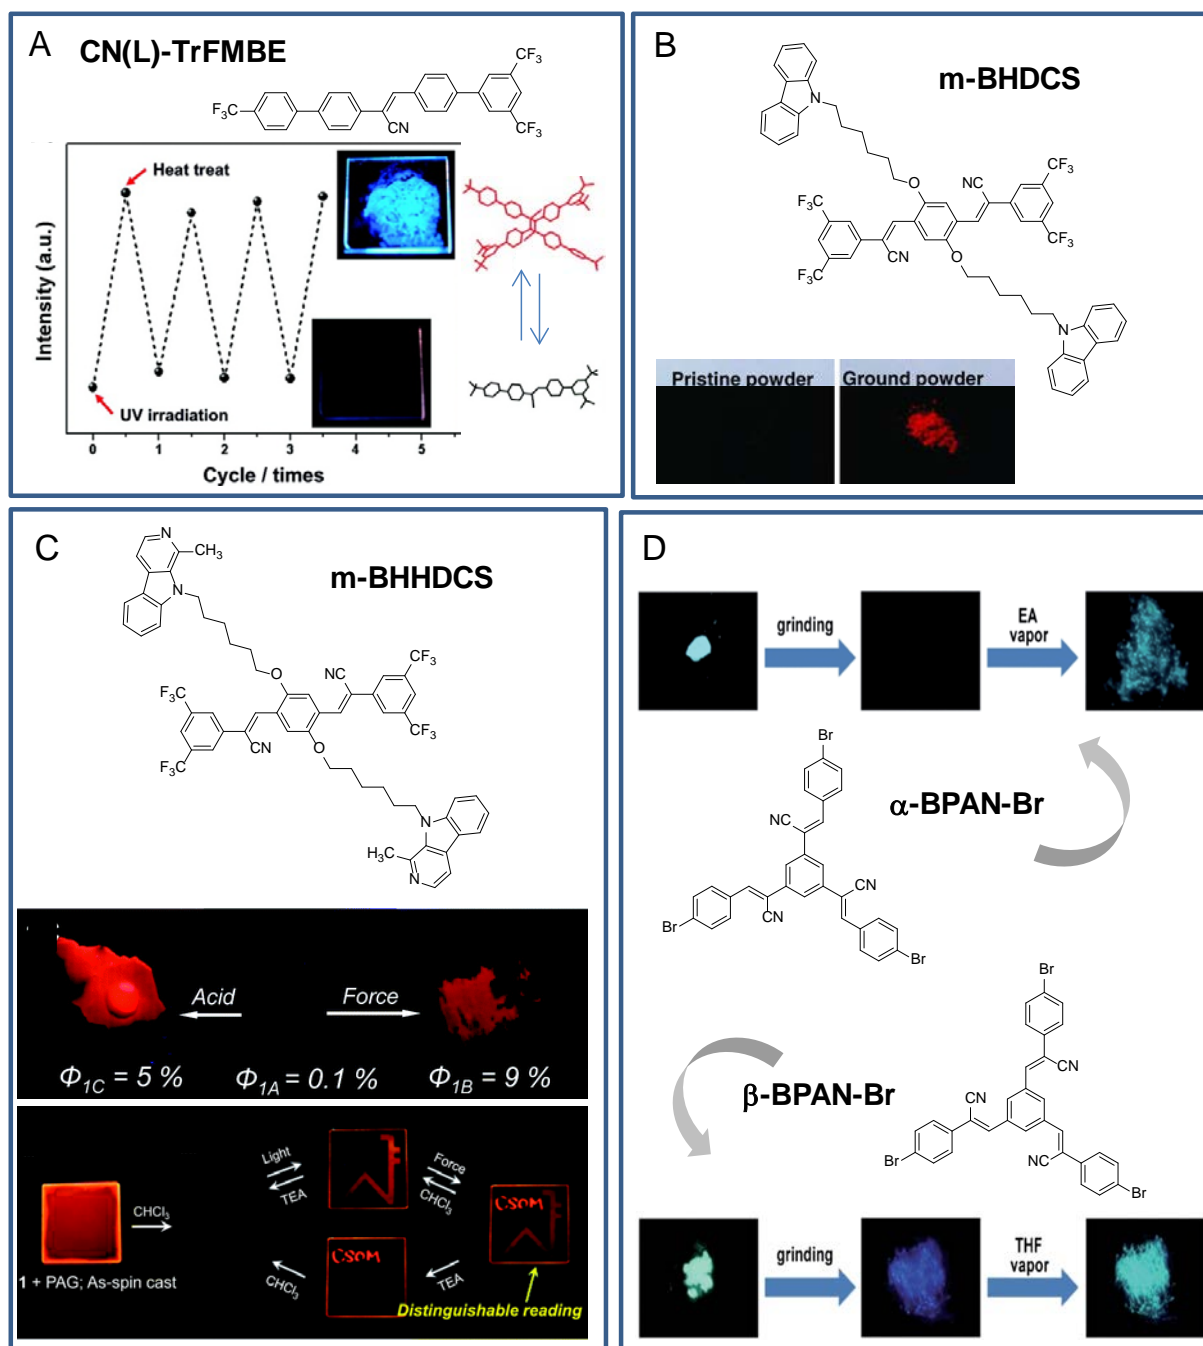 A
CN(L)-TrFMBE
CF3
F3C
CN
CF3
Heat treat
UV irradiation
Intensity (a.u.)
0 1 2 3 4 5
Cycle / times
B
m-BHDCS
N
O
NC
CF3
F3C
CF3
F3C
CN
O
N
Pristine powder
Ground powder
C
m-BHHDCS
N
CH3
N
O
NC
CF3
F3C
CF3
F3C
CN
O
N
CH3
N
Acid
Force
Φ1C = 5 %
Φ1A = 0.1 %
Φ1B = 9 %
Light
TEA
Force
CHCl3
CHCl3
1 + PAG; As-spin cast
CSOM
CSOM
CHCl3
TEA
Distinguishable reading
D
grinding
EA
vapor
Br
NC
α-BPAN-Br
CN
CN
Br
Br
Br
CN
NC
β-BPAN-Br
Br
CN
Br
grinding
THF
vapor